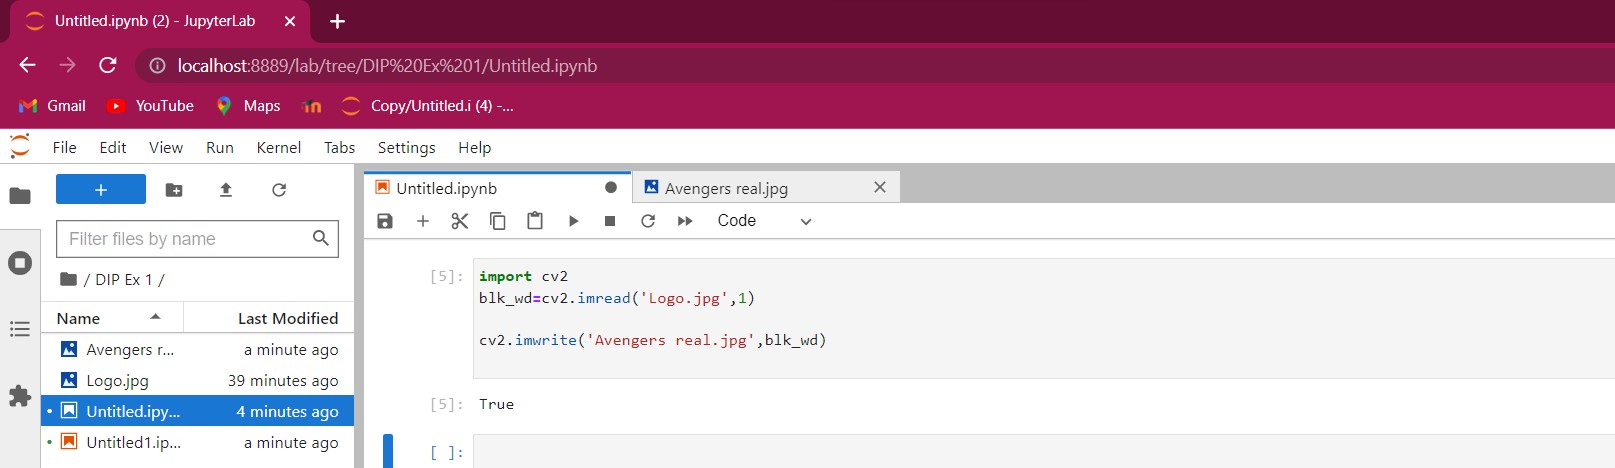 Untitled.ipynb (2) - JupyterLab
localhost:8889/lab/tree/DIP%20Ex%201/Untitled.ipynb
Gmail YouTube Maps in Copy/Untitled.i (4) -...
File Edit View Run Kernel Tabs Settings Help
Untitled.ipynb Avengers real.jpg
Code
Filter files by name
/ DIP Ex 1 /
Name Last Modified
Avengers r... a minute ago
Logo.jpg 39 minutes ago
Untitled.ipy... 4 minutes ago
Untitled1.ip... a minute ago
[5]: import cv2
blk_wd=cv2.imread('Logo.jpg',1)
cv2.imwrite('Avengers real.jpg',blk_wd)
[5]: True
[ ]: